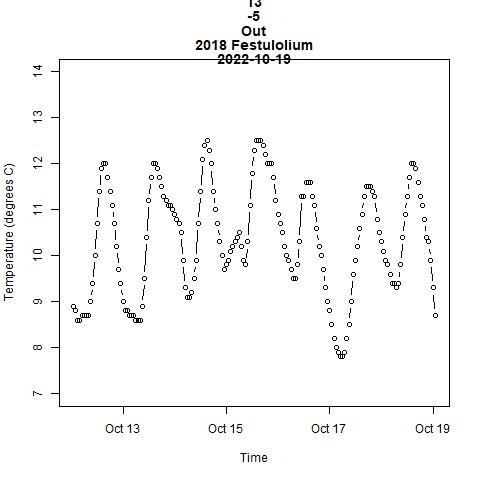 13
-5
Out
2018 Festulolium
2022-10-19
Temperature (degrees C)
14
13
12
11
10
9
8
7
Oct 13 Oct 15 Oct 17 Oct 19
Time